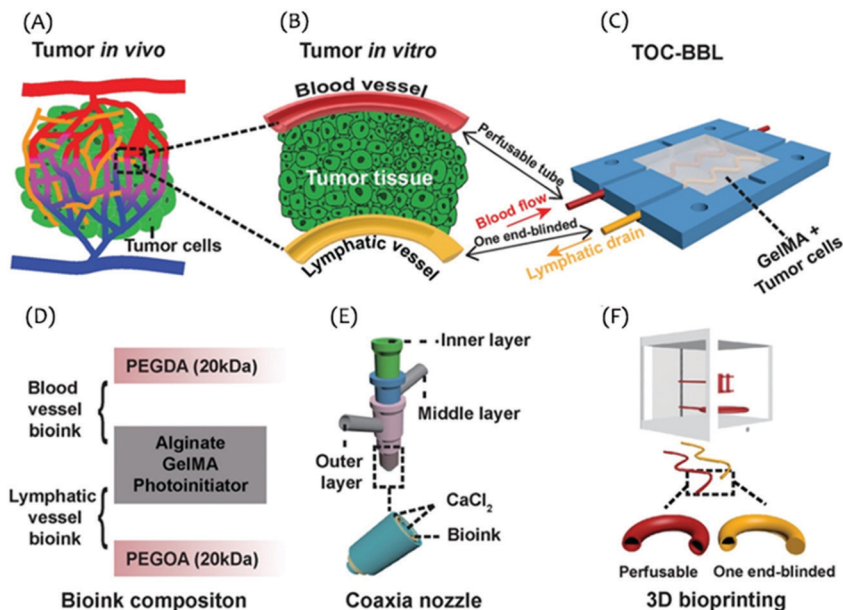 (A)
Tumor in vivo
Tumor cells
(B)
Tumor in vitro
Blood vessel
Tumor tissue
Lymphatic vessel
Perfusable tube
Blood flow
One end-blinded
Lymphatic drain
(C)
TOC-BBL
GelMA +
Tumor cells
(D)
PEGDA (20kDa)
Blood
vessel
bioink
Alginate
GelMA
Photoinitiator
Lymphatic
vessel
bioink
PEGOA (20kDa)
Bioink compositon
(E)
Inner layer
Middle layer
Outer
layer
CaCl₂
Bioink
Coaxia nozzle
(F)
Perfusable
One end-blinded
3D bioprinting